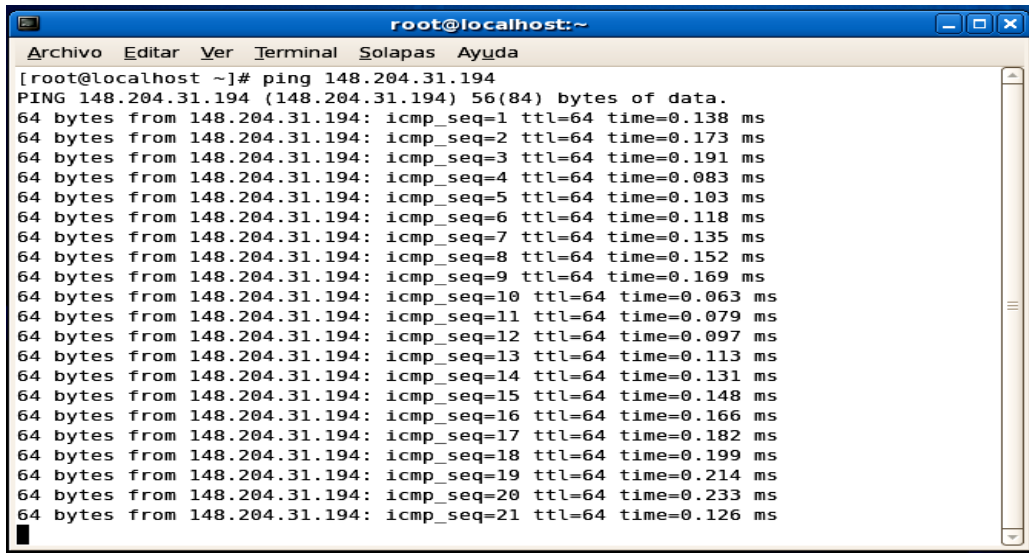 root@localhost:~
Archivo Editar Ver Terminal Solapas Ayuda
[root@localhost ~]# ping 148.204.31.194
PING 148.204.31.194 (148.204.31.194) 56(84) bytes of data.
64 bytes from 148.204.31.194: icmp_seq=1 ttl=64 time=0.138 ms
64 bytes from 148.204.31.194: icmp_seq=2 ttl=64 time=0.173 ms
64 bytes from 148.204.31.194: icmp_seq=3 ttl=64 time=0.191 ms
64 bytes from 148.204.31.194: icmp_seq=4 ttl=64 time=0.083 ms
64 bytes from 148.204.31.194: icmp_seq=5 ttl=64 time=0.103 ms
64 bytes from 148.204.31.194: icmp_seq=6 ttl=64 time=0.118 ms
64 bytes from 148.204.31.194: icmp_seq=7 ttl=64 time=0.135 ms
64 bytes from 148.204.31.194: icmp_seq=8 ttl=64 time=0.152 ms
64 bytes from 148.204.31.194: icmp_seq=9 ttl=64 time=0.169 ms
64 bytes from 148.204.31.194: icmp_seq=10 ttl=64 time=0.063 ms
64 bytes from 148.204.31.194: icmp_seq=11 ttl=64 time=0.079 ms
64 bytes from 148.204.31.194: icmp_seq=12 ttl=64 time=0.097 ms
64 bytes from 148.204.31.194: icmp_seq=13 ttl=64 time=0.113 ms
64 bytes from 148.204.31.194: icmp_seq=14 ttl=64 time=0.131 ms
64 bytes from 148.204.31.194: icmp_seq=15 ttl=64 time=0.148 ms
64 bytes from 148.204.31.194: icmp_seq=16 ttl=64 time=0.166 ms
64 bytes from 148.204.31.194: icmp_seq=17 ttl=64 time=0.182 ms
64 bytes from 148.204.31.194: icmp_seq=18 ttl=64 time=0.199 ms
64 bytes from 148.204.31.194: icmp_seq=19 ttl=64 time=0.214 ms
64 bytes from 148.204.31.194: icmp_seq=20 ttl=64 time=0.233 ms
64 bytes from 148.204.31.194: icmp_seq=21 ttl=64 time=0.126 ms